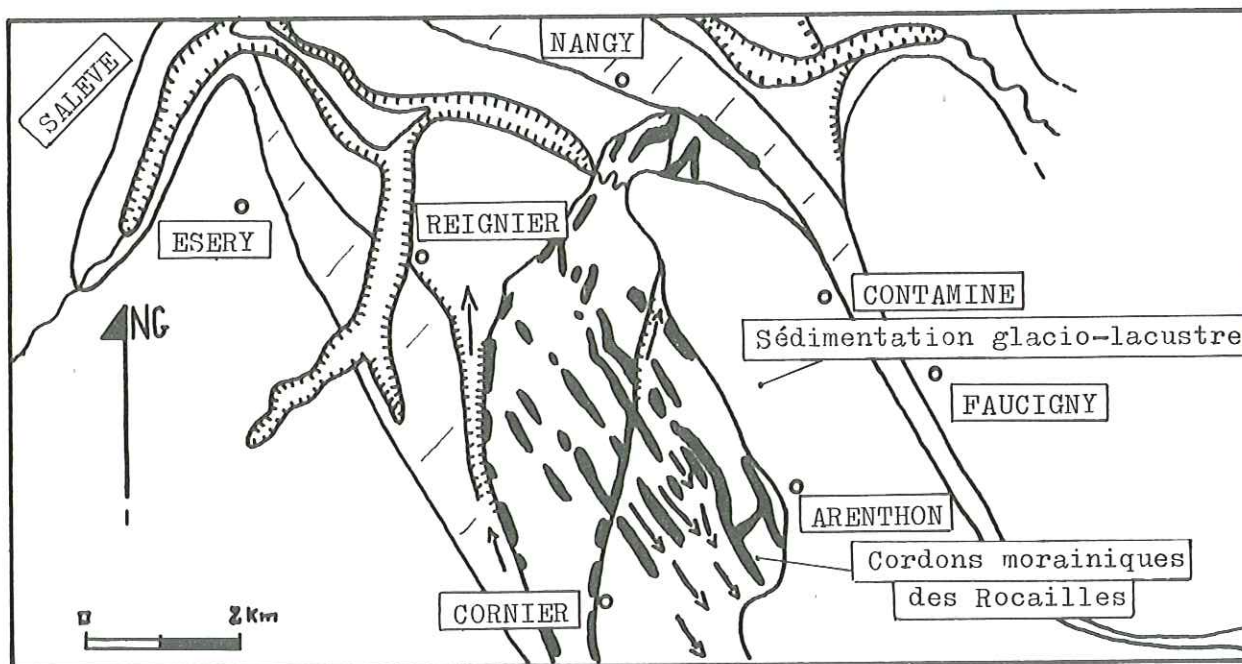 NANGY
SALEVE
REIGNIER
ESERY
CONTAMINE
NG
Sédimentation glacio-lacustre
FAUCIGNY
ARENTHON
Cordons morainiques
des Rocailles
CORNIER
0 2 Km